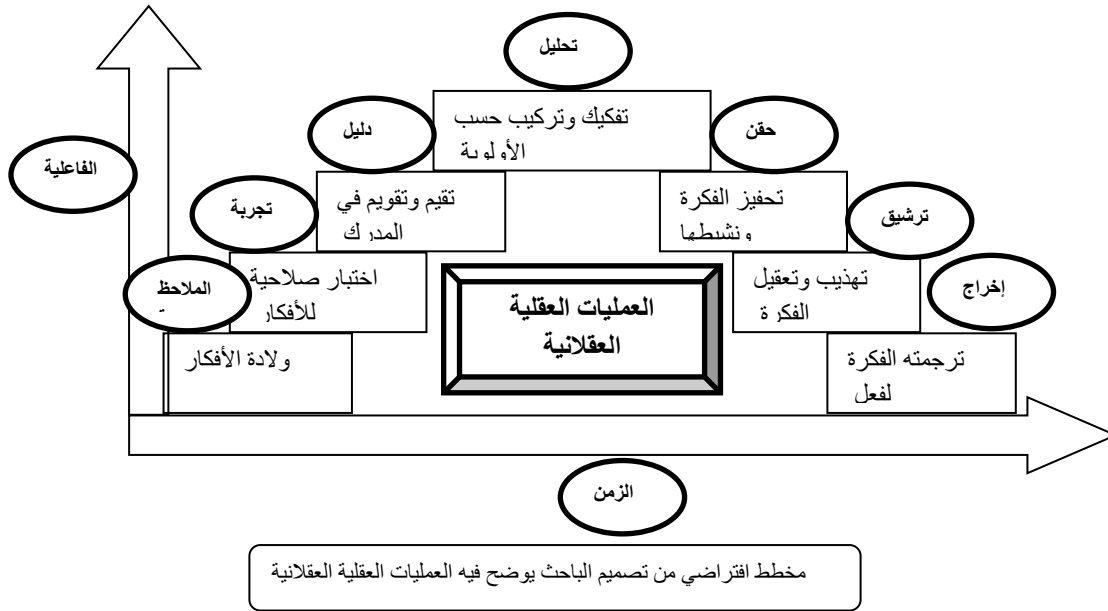 تحليل
تفكيك وتركيب حسب
الأولوية
دليل
حقن
الفاعلية
تقيم وتقويم في
المدرك
تحفيز الفكرة
ونشيطها
تجربة
ترشيق
اختبار صلاحية
للأفكار
تهذيب وتعقيل
الفكرة
الملاحظ
إخراج
العمليات العقلية
العقلانية
ولادة الأفكار
ترجمته الفكرة
لفعل
الزمن
مخطط افتراضي من تصميم الباحث يوضح فيه العمليات العقلية العقلانية